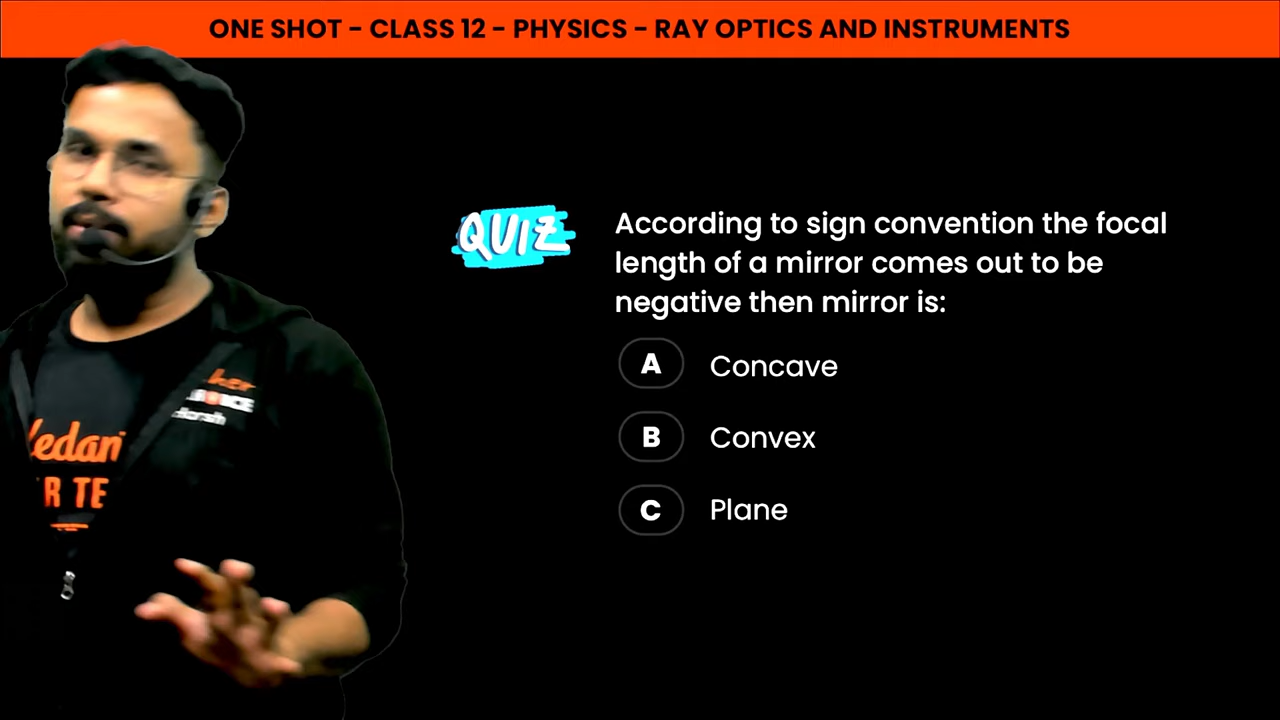 ONE SHOT - CLASS 12 - PHYSICS - RAY OPTICS AND INSTRUMENTS
QUIZ
According to sign convention the focal
length of a mirror comes out to be
negative then mirror is:
A Concave
B Convex
C Plane